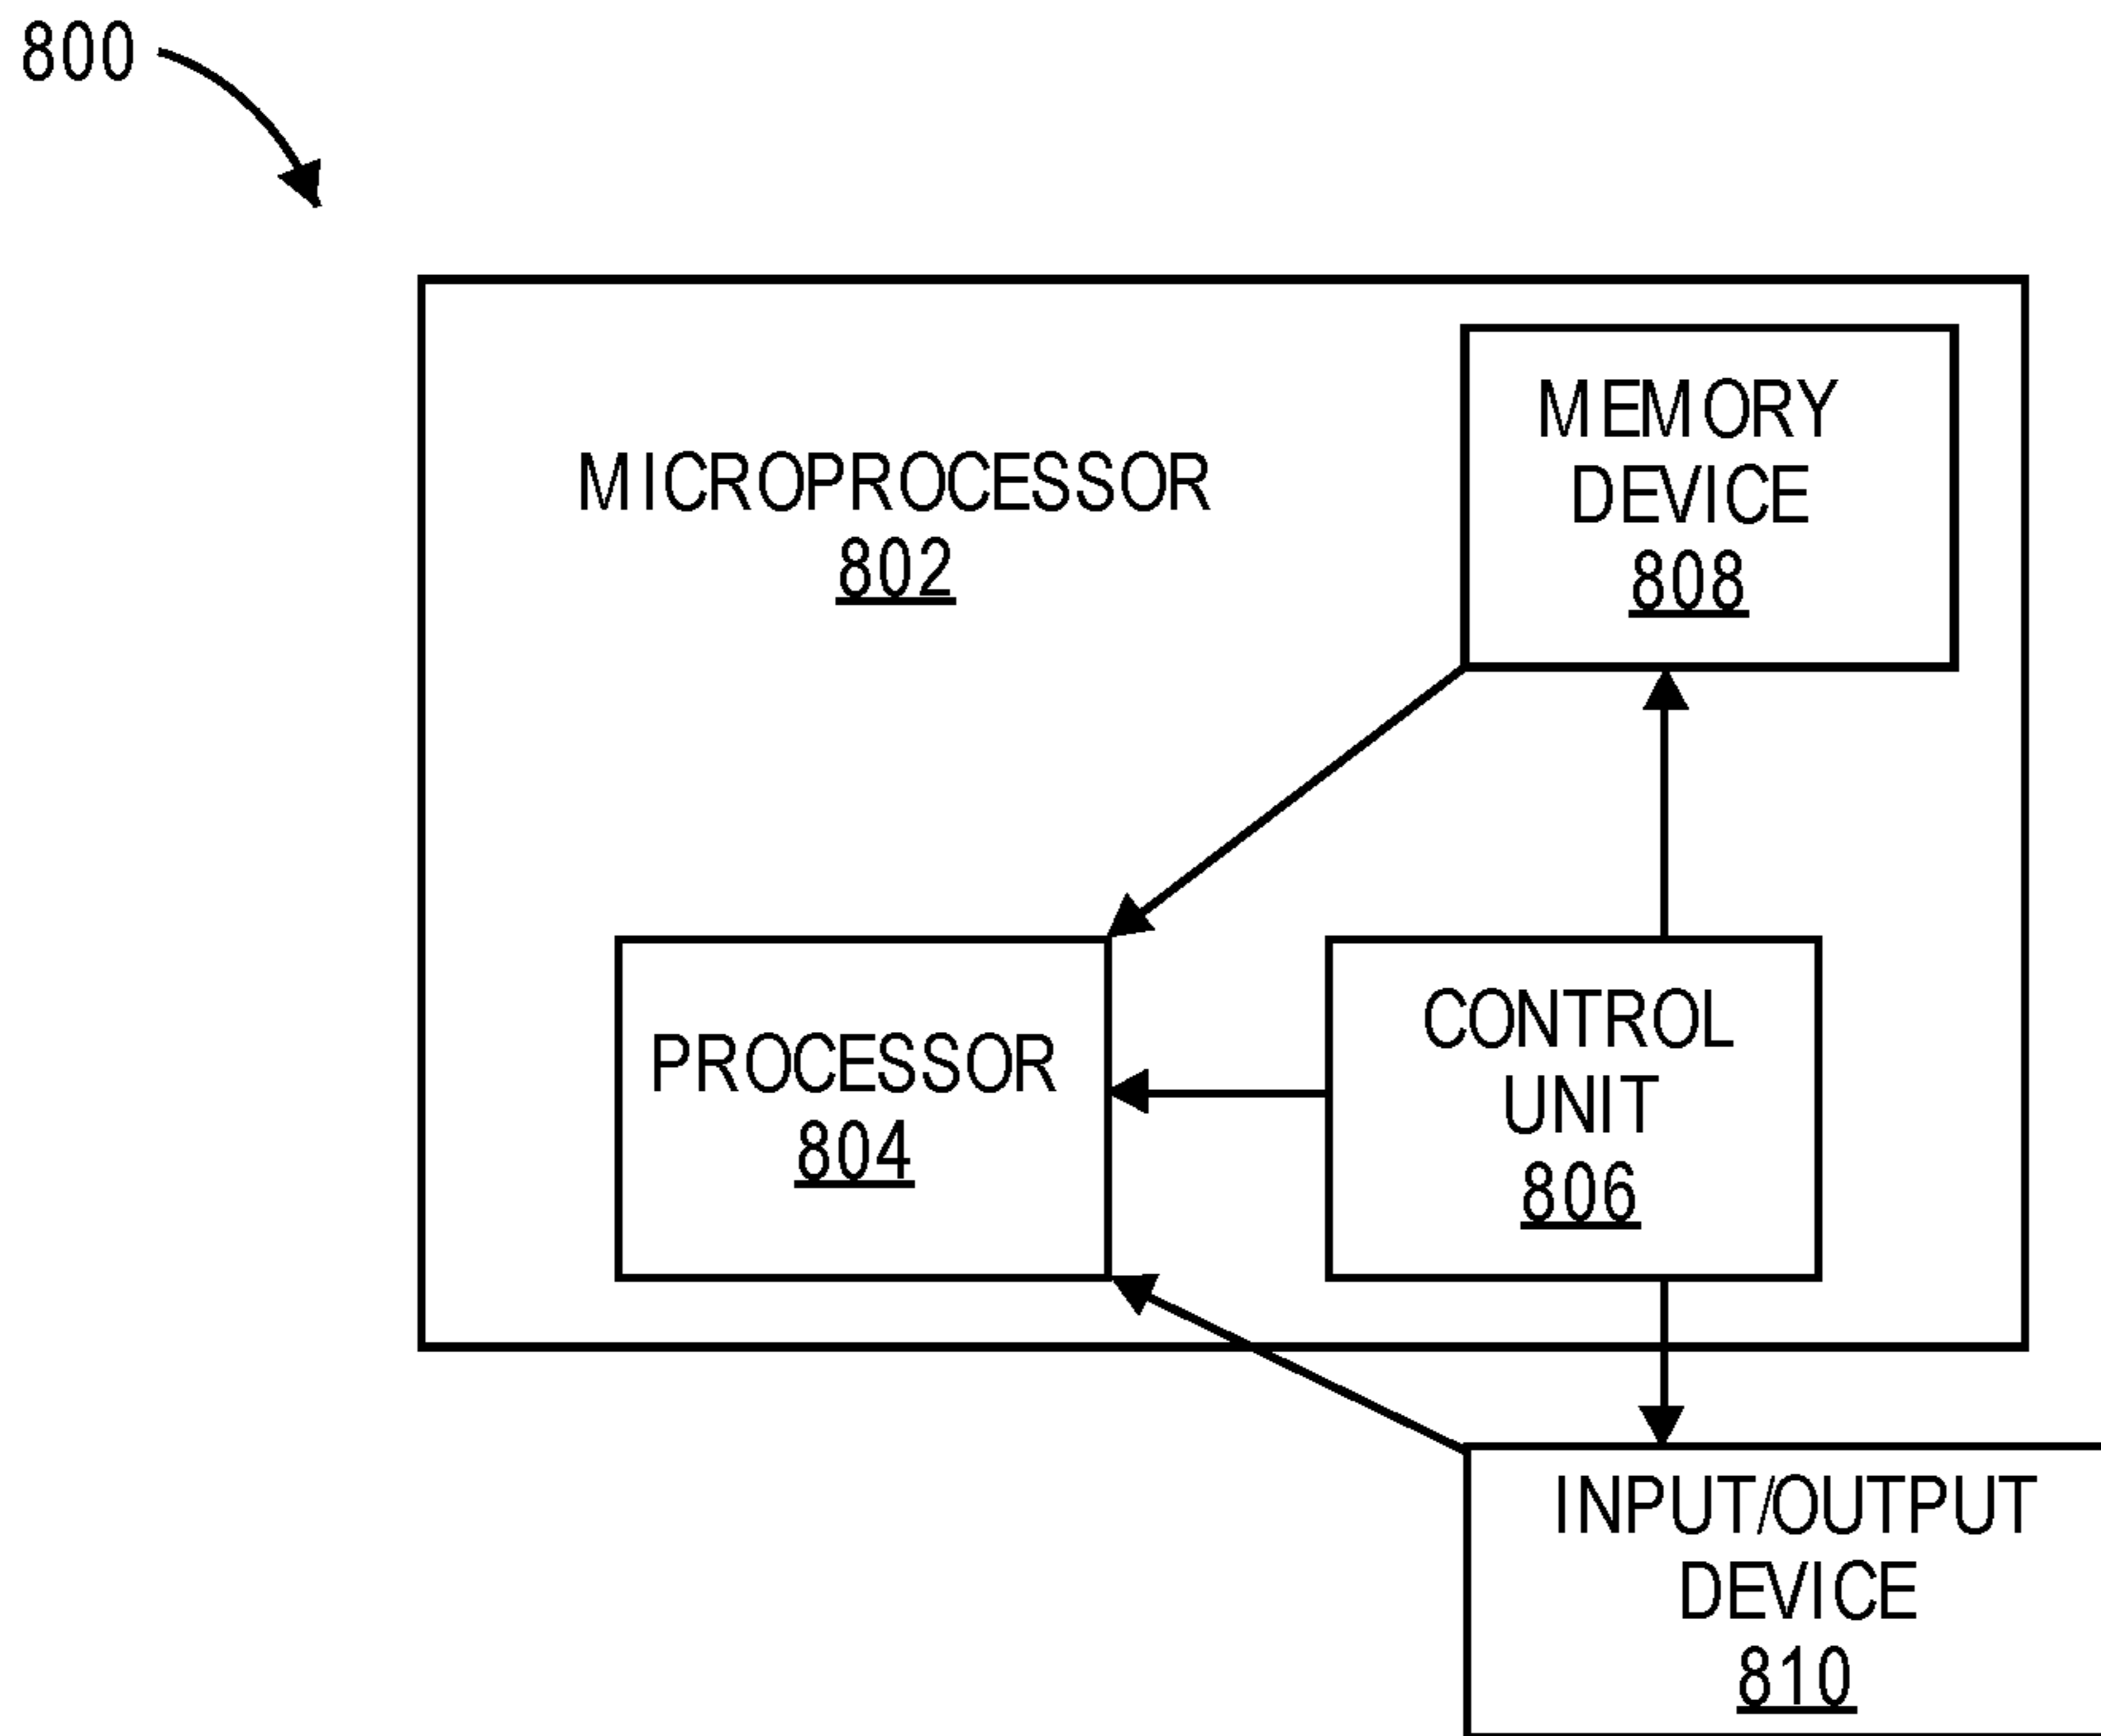 800
MICROPROCESSOR
802
MEMORY
DEVICE
808
PROCESSOR
804
CONTROL
UNIT
806
INPUT/OUTPUT
DEVICE
810